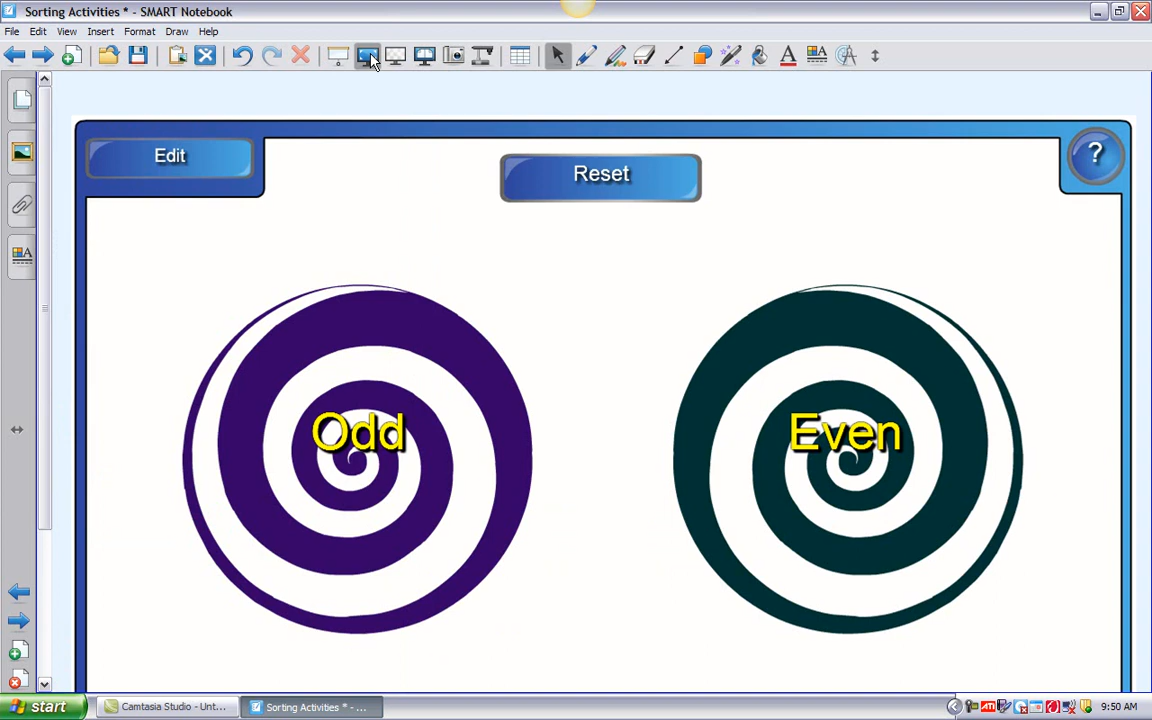 Sorting Activities * - SMART Notebook
File Edit View Insert Format Draw Help
Edit
Reset
?
Odd
Even
start
Camtasia Studio - Unt...
Sorting Activities * - ...
ATI
9:50 AM